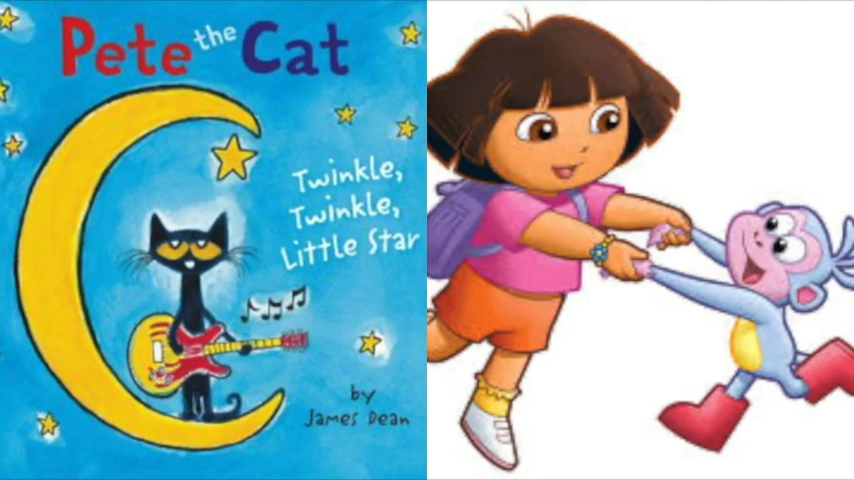 Pete the Cat
Twinkle,
Twinkle,
Little Star
by
James Dean